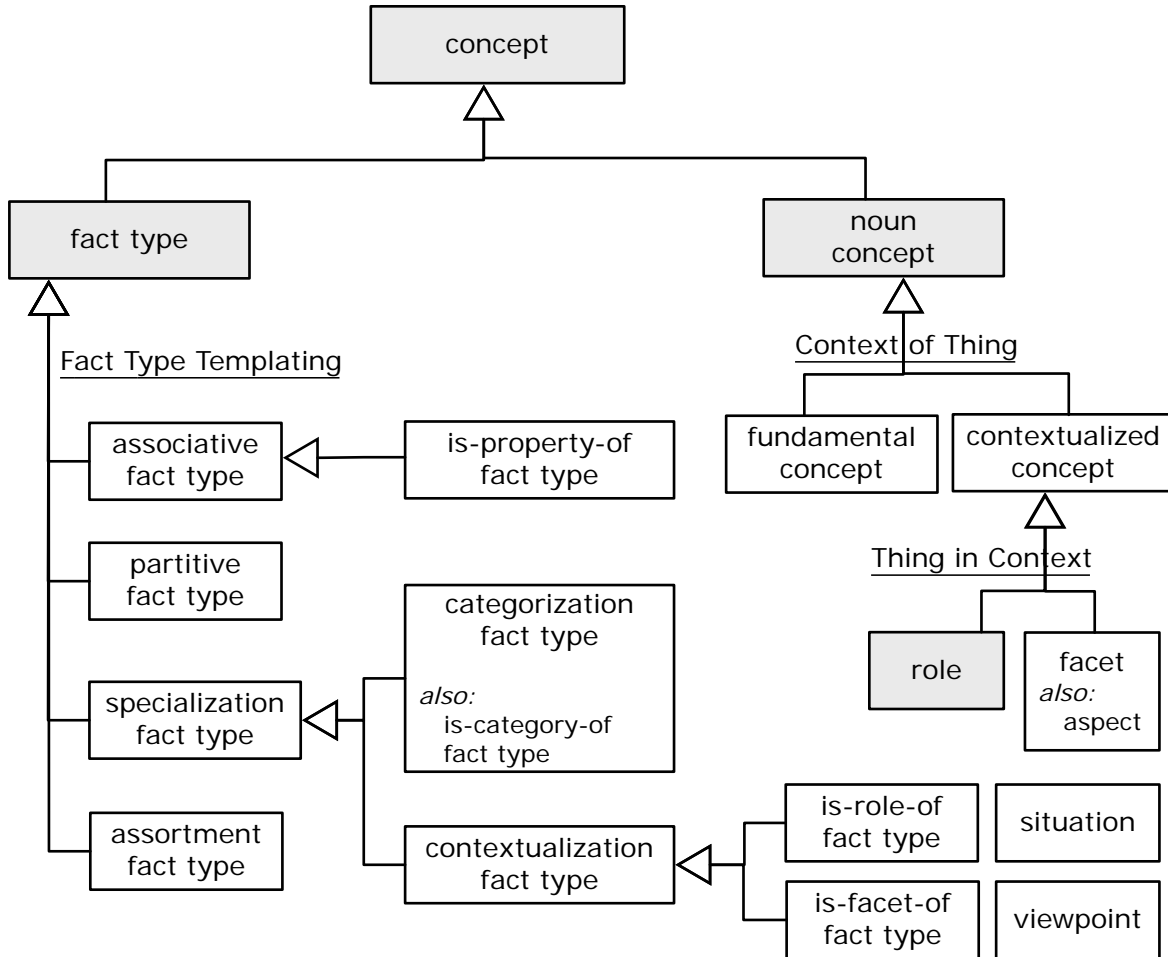 concept
fact type
noun
concept
Fact Type Templating
Context of Thing
associative
fact type
is-property-of
fact type
fundamental
concept
contextualized
concept
partitive
fact type
Thing in Context
categorization
fact type
also:
is-category-of
fact type
role
facet
also:
aspect
specialization
fact type
assortment
fact type
contextualization
fact type
is-role-of
fact type
situation
is-facet-of
fact type
viewpoint